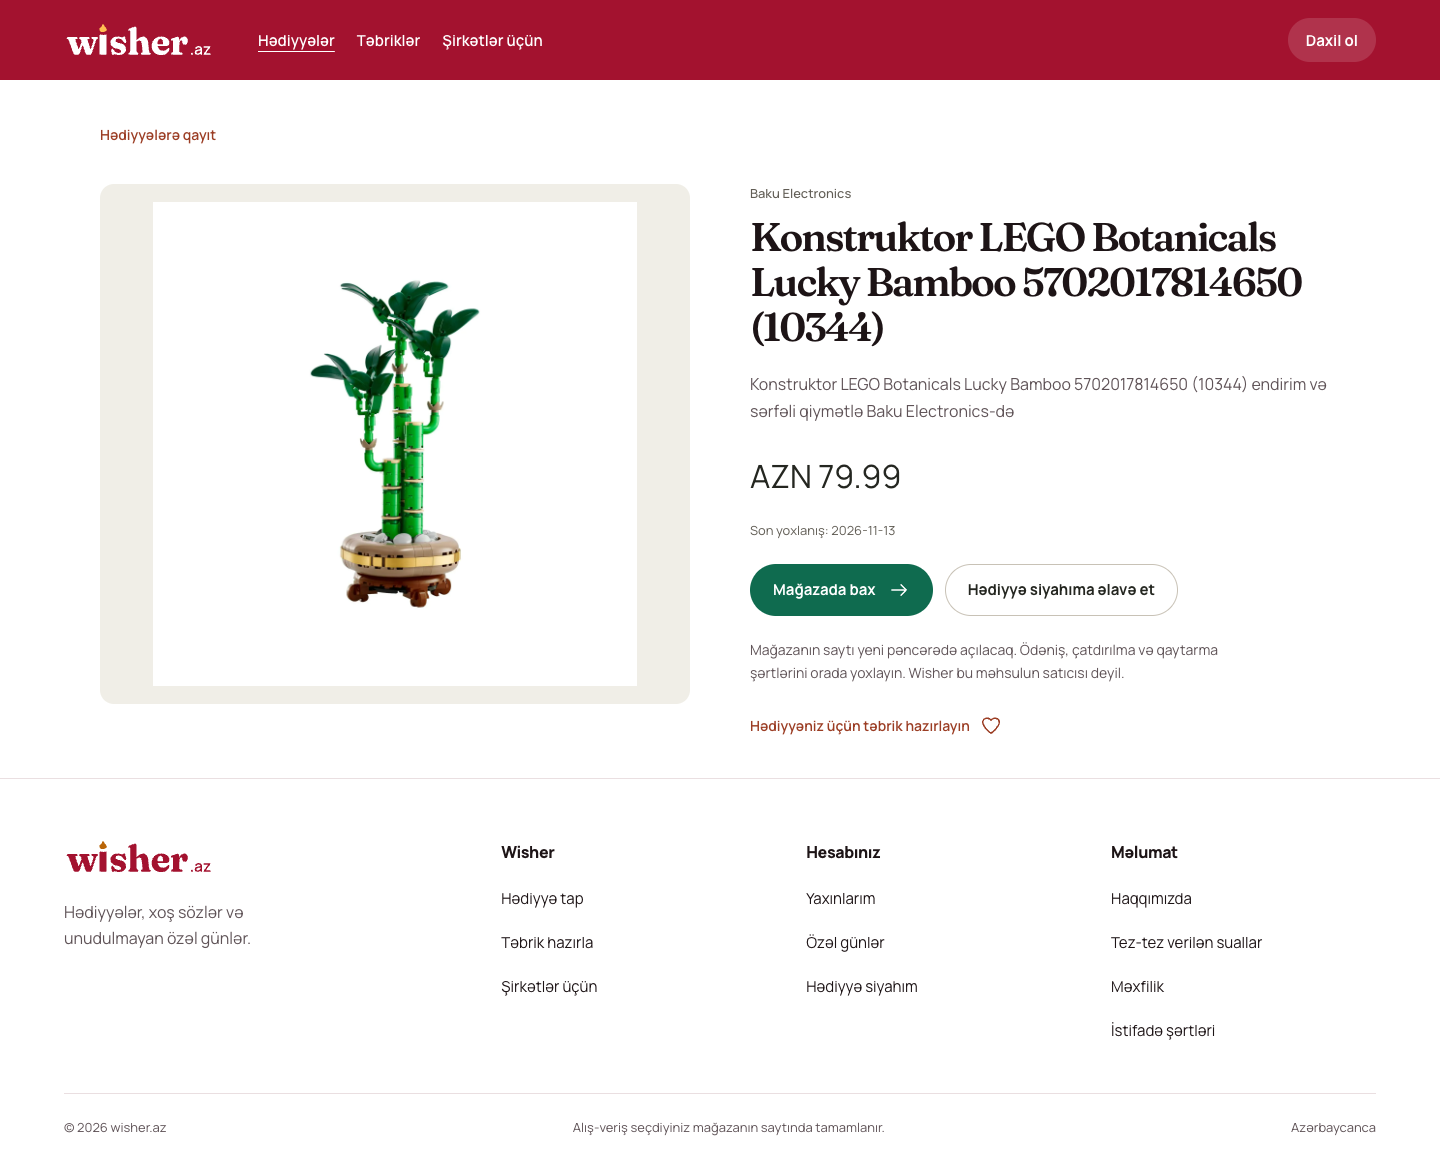 wisher.az
Hədiyyələr
Təbriklər
Şirkətlər üçün
Daxil ol
Hədiyyələrə qayıt
Baku Electronics
Konstruktor LEGO Botanicals
Lucky Bamboo 5702017814650
(10344)
Konstruktor LEGO Botanicals Lucky Bamboo 5702017814650 (10344) endirim və
sərfəli qiymətlə Baku Electronics-də
AZN 79.99
Son yoxlanış: 2026-11-13
Mağazada bax
Hədiyyə siyahıma əlavə et
Mağazanın saytı yeni pəncərədə açılacaq. Ödəniş, çatdırılma və qaytarma
şərtlərini orada yoxlayın. Wisher bu məhsulun satıcısı deyil.
Hədiyyəniz üçün təbrik hazırlayın
wisher.az
Hədiyyələr, xoş sözlər və
unudulmayan özəl günlər.
Wisher
Hədiyyə tap
Təbrik hazırla
Şirkətlər üçün
Hesabınız
Yaxınlarım
Özəl günlər
Hədiyyə siyahım
Məlumat
Haqqımızda
Tez-tez verilən suallar
Məxfilik
İstifadə şərtləri
© 2026 wisher.az
Alış-veriş seçdiyiniz mağazanın saytında tamamlanır.
Azərbaycanca